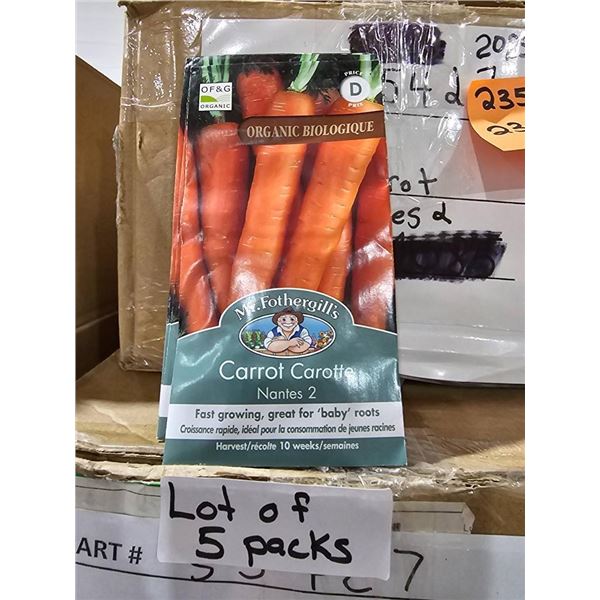 OF&G
ORGANIC
PRICE
D
PRIX
ORGANIC BIOLOGIQUE
Mr. Fothergill's
Carrot Carotte
Nantes 2
Fast growing, great for 'baby' roots
Croissance rapide, idéal pour la consommation de jeunes racines
Harvest/récolte 10 weeks/semaines
Lot of
5 packs
ART #
235